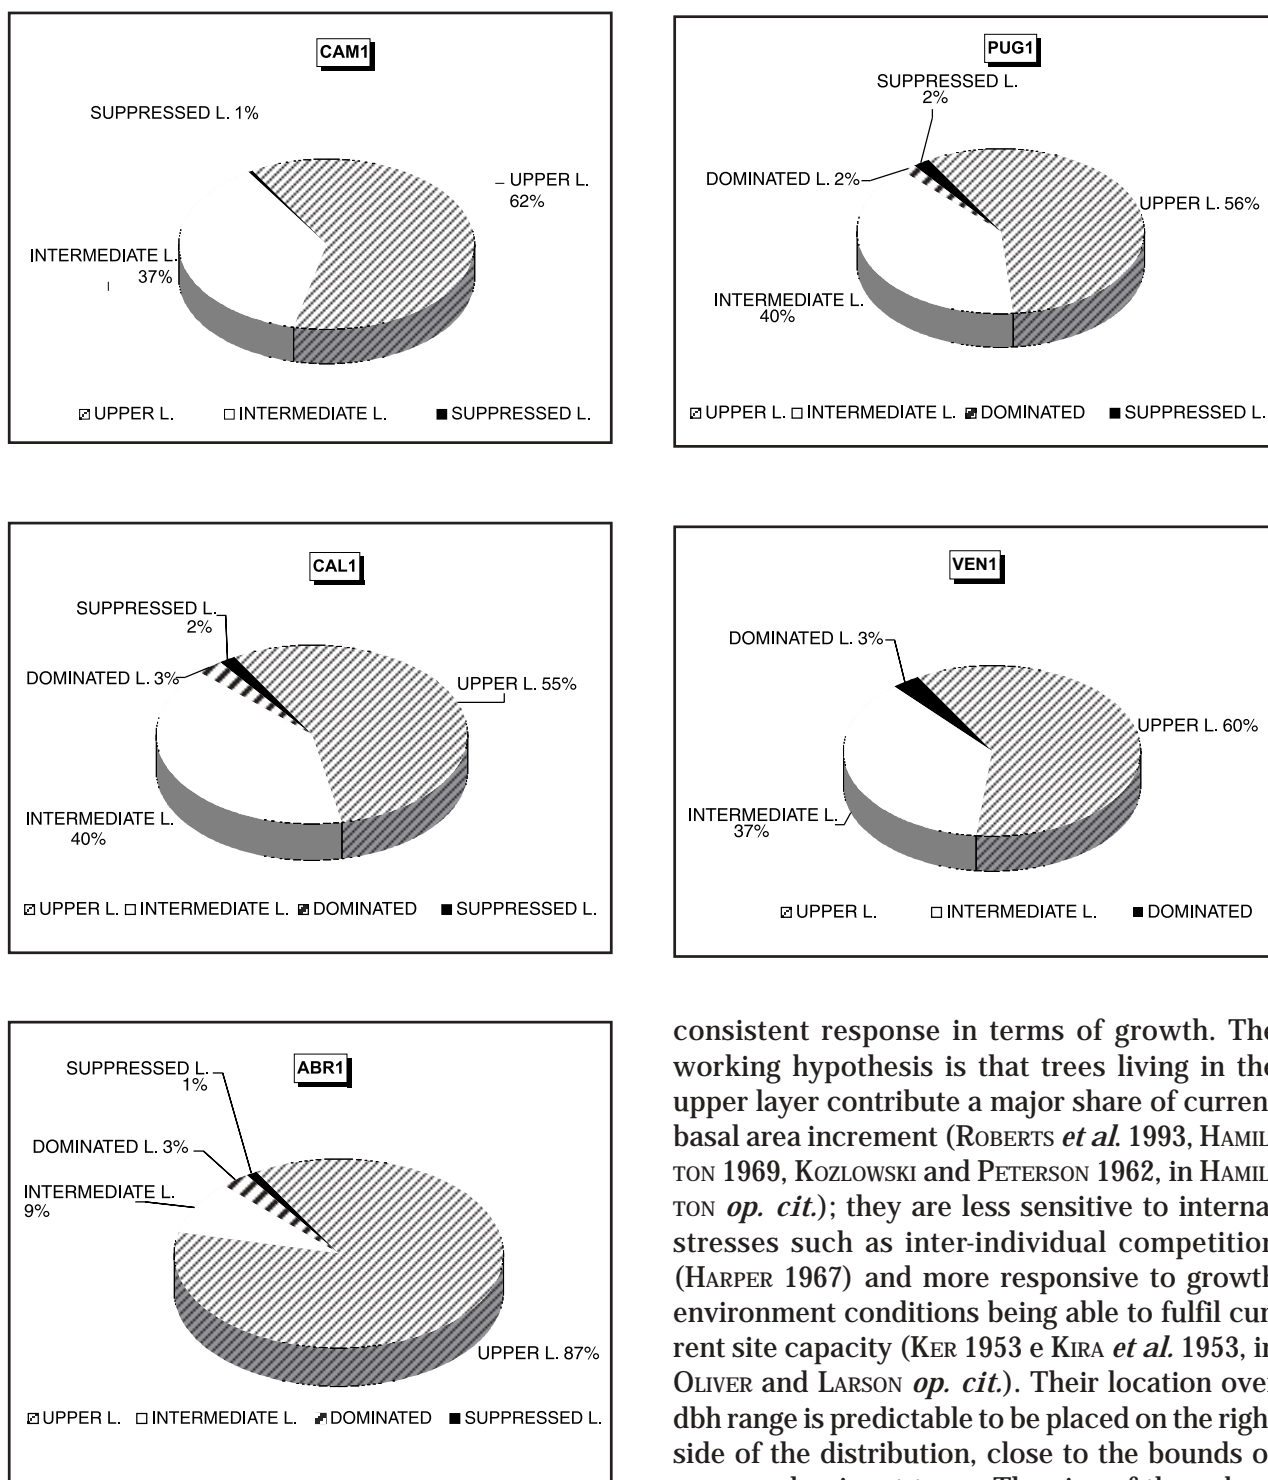 CAM1
SUPPRESSED L. 1%
UPPER L.
62%
INTERMEDIATE L.
37%
UPPER L. INTERMEDIATE L. SUPPRESSED L.
PUG1
SUPPRESSED L.
2%
DOMINATED L. 2%
UPPER L. 56%
INTERMEDIATE L.
40%
UPPER L. INTERMEDIATE L. DOMINATED SUPPRESSED L.
CAL1
SUPPRESSED L.
2%
DOMINATED L. 3%
UPPER L. 55%
INTERMEDIATE L.
40%
UPPER L. INTERMEDIATE L. DOMINATED SUPPRESSED L.
VEN1
DOMINATED L. 3%
UPPER L. 60%
INTERMEDIATE L.
37%
UPPER L. INTERMEDIATE L. DOMINATED
ABR1
SUPPRESSED L.
1%
DOMINATED L. 3%
INTERMEDIATE L.
9%
UPPER L. 87%
UPPER L. INTERMEDIATE L. DOMINATED SUPPRESSED L.
consistent response in terms of growth. The
working hypothesis is that trees living in the
upper layer contribute a major share of curren
basal area increment (ROBERTS et al. 1993, HAMIL
TON 1969, KOZLOWSKI and PETERSON 1962, in HAMIL
TON op. cit.); they are less sensitive to interna
stresses such as inter-individual competition
(HARPER 1967) and more responsive to growth
environment conditions being able to fulfil cur
rent site capacity (KER 1953 e KIRA et al. 1953, in
OLIVER and LARSON op. cit.). Their location over
dbh range is predictable to be placed on the righ
side of the distribution, close to the bounds o